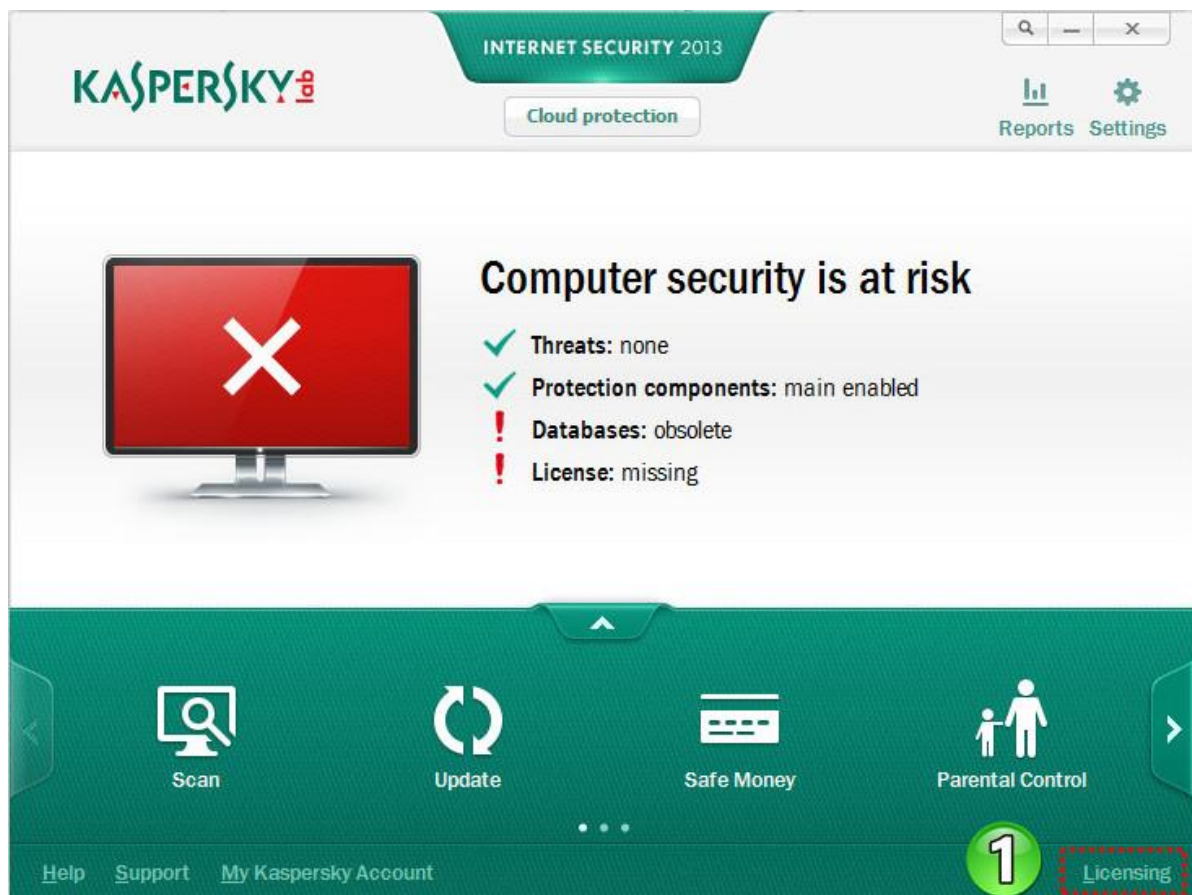 KASPERSKY lab
INTERNET SECURITY 2013
Cloud protection
Reports Settings
Computer security is at risk
Threats: none
Protection components: main enabled
Databases: obsolete
License: missing
Scan Update Safe Money Parental Control
Help Support My Kaspersky Account 1 Licensing